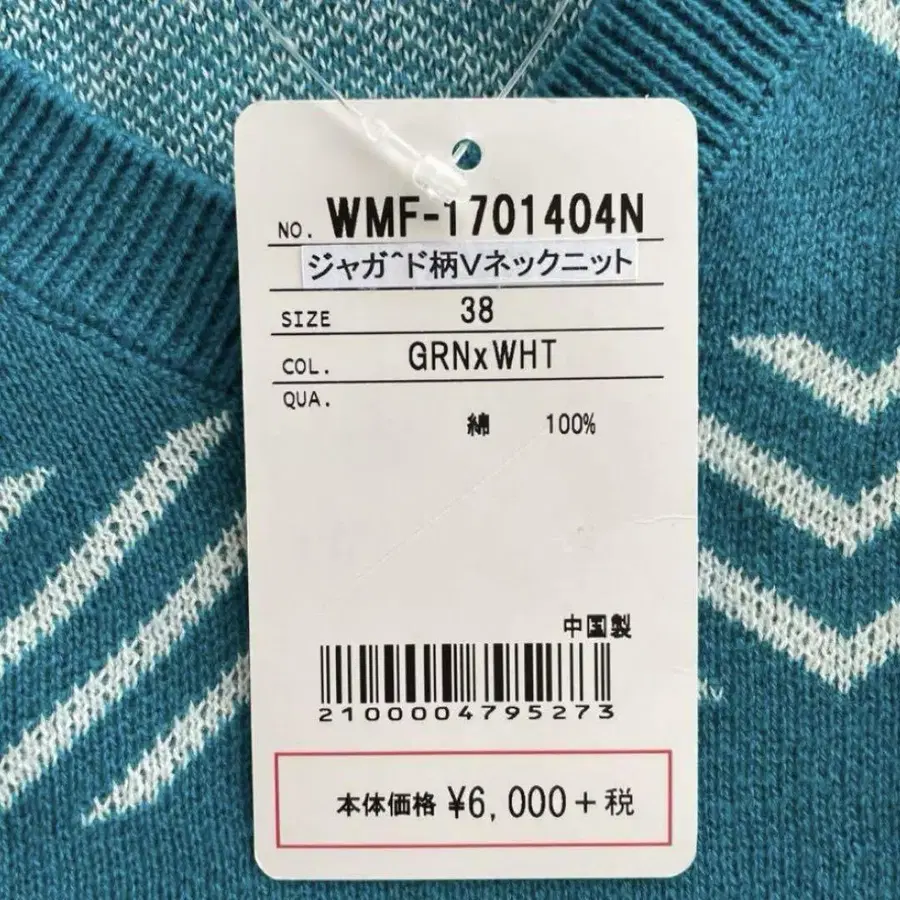 NO. WMF-1701404N
ジャガ^ド柄Vネックニット
SIZE 38
COL. GRNxWHT
QUA.
綿 100%
中国製
2100004795273
本体価格 ¥6,000+税